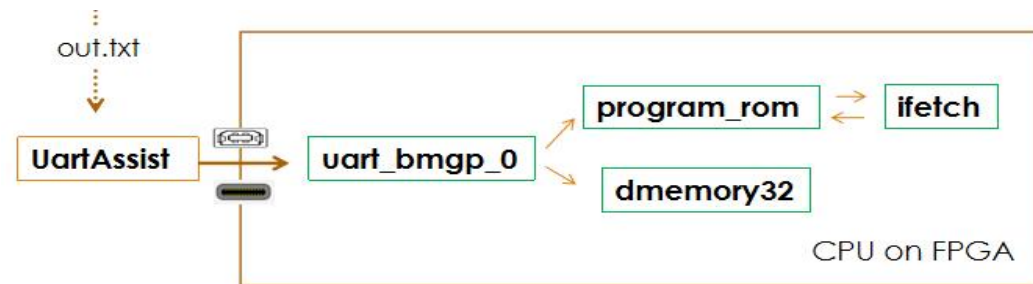 out.txt
UartAssist
uart_bmgp_0
program_rom
ifetch
dmemory32
CPU on FPGA